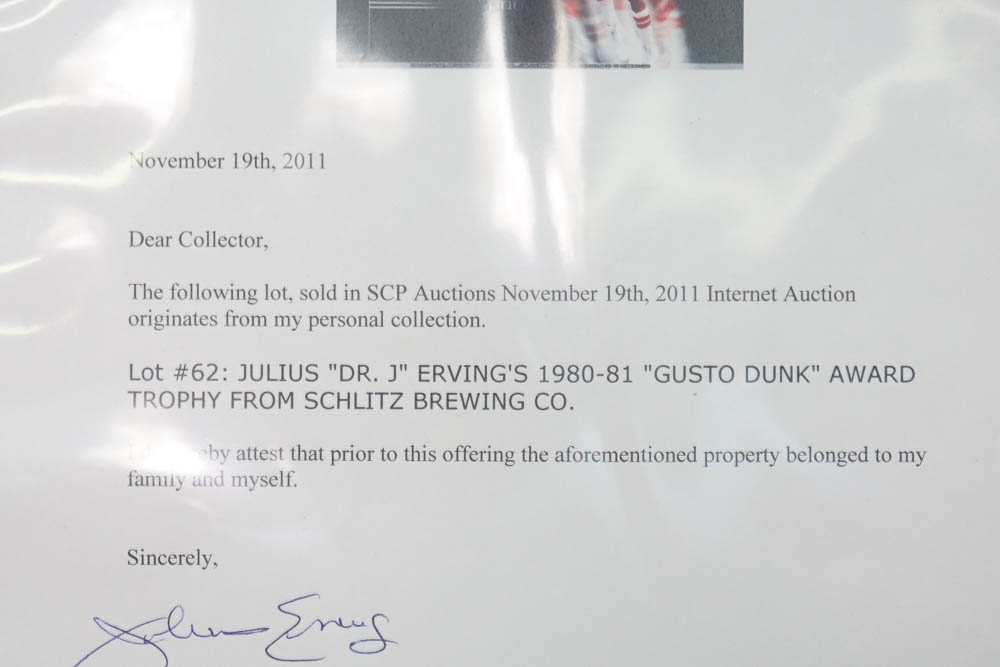 November 19th, 2011
Dear Collector,
The following lot, sold in SCP Auctions November 19th, 2011 Internet Auction
originates from my personal collection.
Lot #62: JULIUS "DR. J" ERVING'S 1980-81 "GUSTO DUNK" AWARD
TROPHY FROM SCHLITZ BREWING CO.
attest that prior to this offering the aforementioned property belonged to my
family and myself.
Sincerely,
Julius Erving